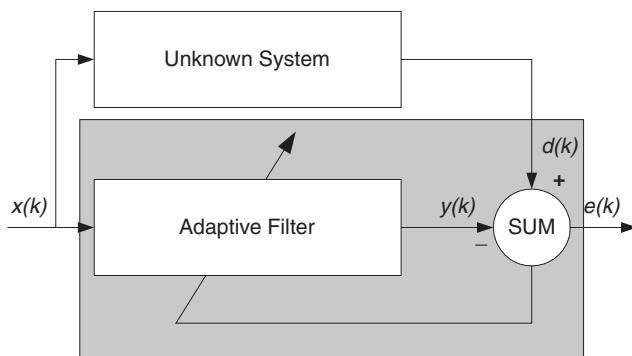 Unknown System
d(k)
+
x(k)
Adaptive Filter
y(k)
−
SUM
e(k)